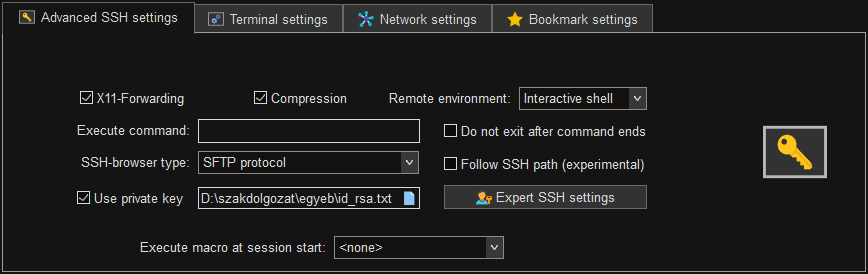 Advanced SSH settings Terminal settings Network settings Bookmark settings
X11-Forwarding Compression Remote environment: Interactive shell
Execute command: Do not exit after command ends
SSH-browser type: SFTP protocol Follow SSH path (experimental)
Use private key D:\szakdolgozat\egyeb\id_rsa.txt Expert SSH settings
Execute macro at session start: <none>